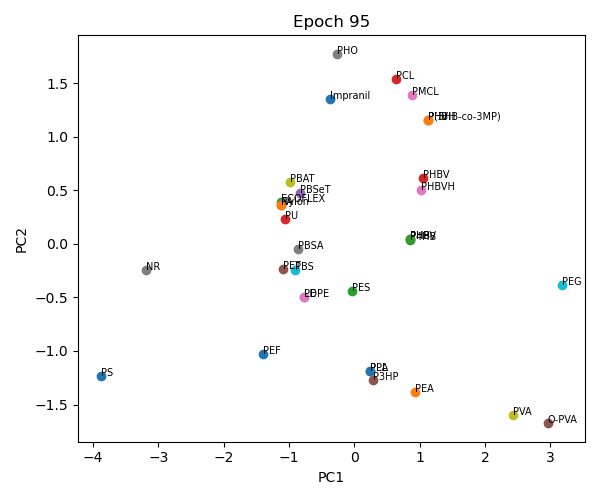 Epoch 95
PHO
PCL
Impranil
PMCL
P(3HB-co-3MP)
PBAT
PHBV
PBSeT
PHBVH
ECOFLEX
Nylon
PU
PBSA
PET
PBS
NR
PEG
PES
LDPE
PEF
PS
PLA
P3HP
PEA
PVA
O-PVA
1.5
1.0
0.5
0.0
−0.5
−1.0
−1.5
PC2
−4 −3 −2 −1 0 1 2 3
PC1